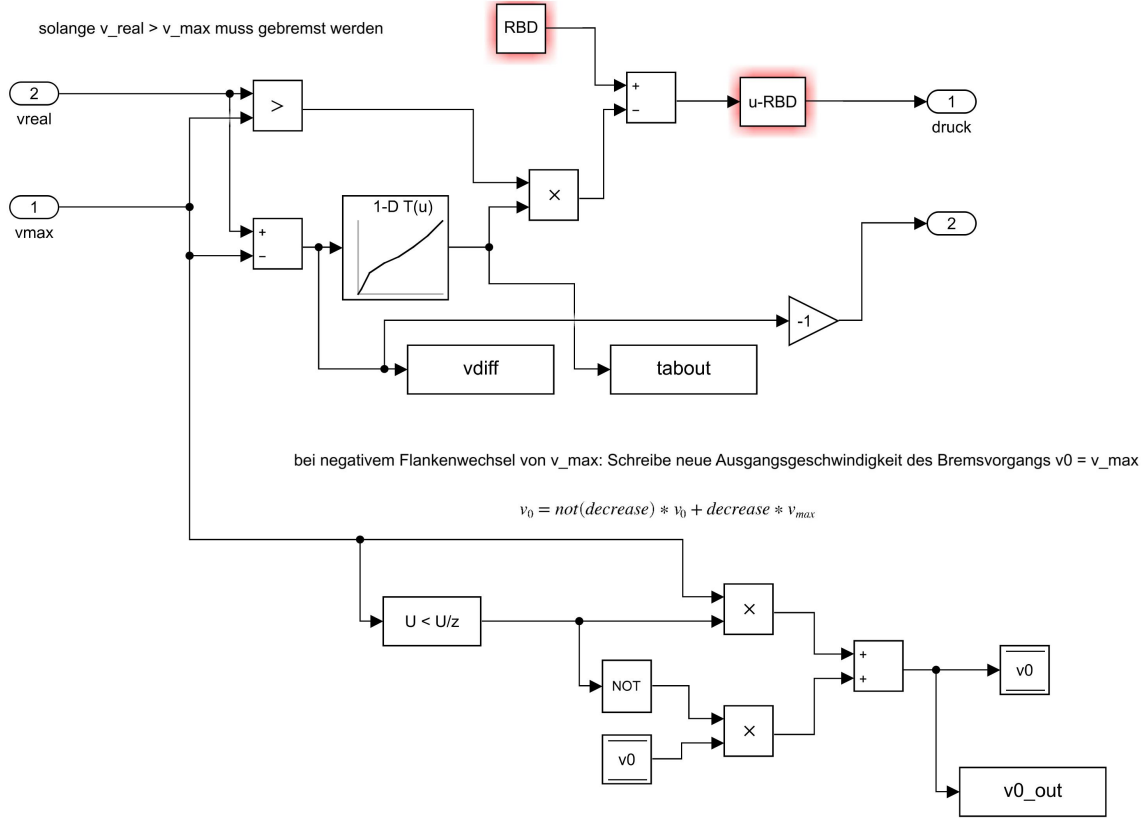 solange v_real > v_max muss gebremst werden
RBD
2
vreal
>
+
−
u-RBD
1
druck
1
vmax
+
−
1-D T(u)
×
2
-1
vdiff
tabout
bei negativem Flankenwechsel von v_max: Schreibe neue Ausgangsgeschwindigkeit des Bremsvorgangs v0 = v_max
v₀ = not(decrease) * v₀ + decrease * vₘₐₓ
U < U/z
×
NOT
+
+
v0
×
v0
v0_out